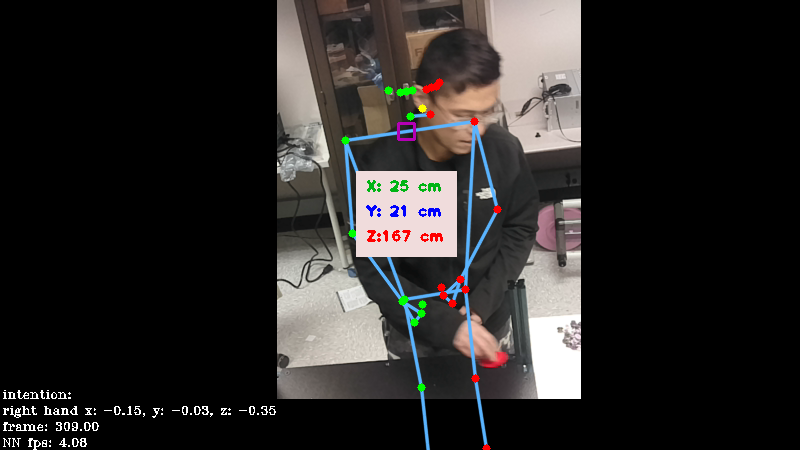 X: 25 cm
Y: 21 cm
Z:167 cm
intention:
right hand x: −0.15, y: −0.03, z: −0.35
frame: 309.00
NN fps: 4.08